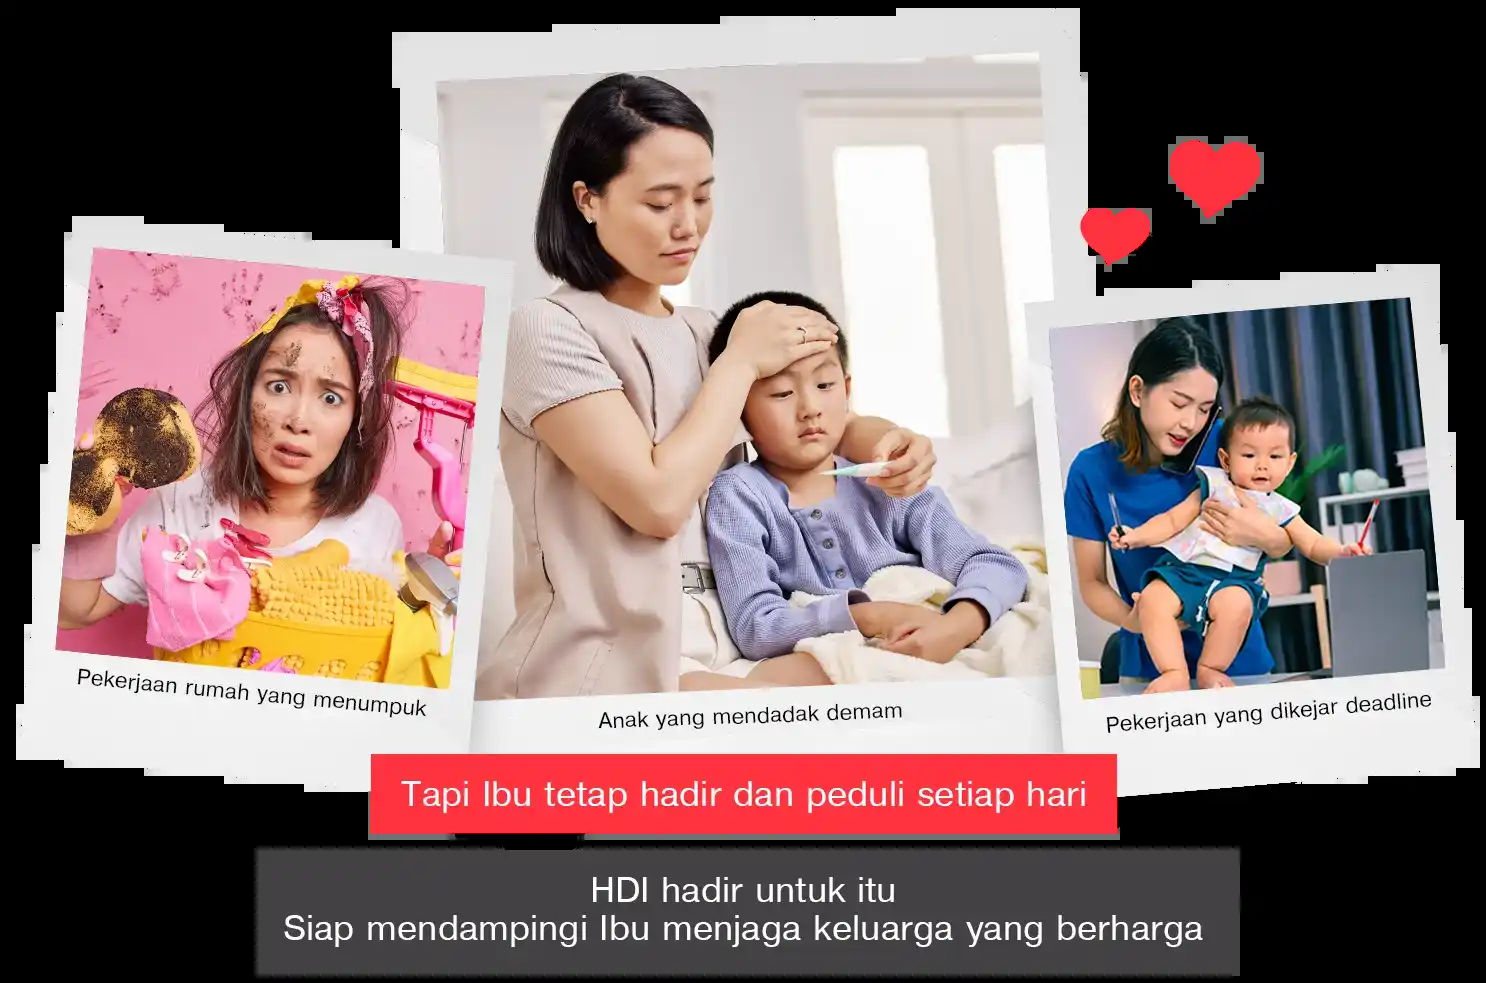 Pekerjaan rumah yang menumpuk
Anak yang mendadak demam
Pekerjaan yang dikejar deadline
Tapi Ibu tetap hadir dan peduli setiap hari
HDI hadir untuk itu
Siap mendampingi Ibu menjaga keluarga yang berharga